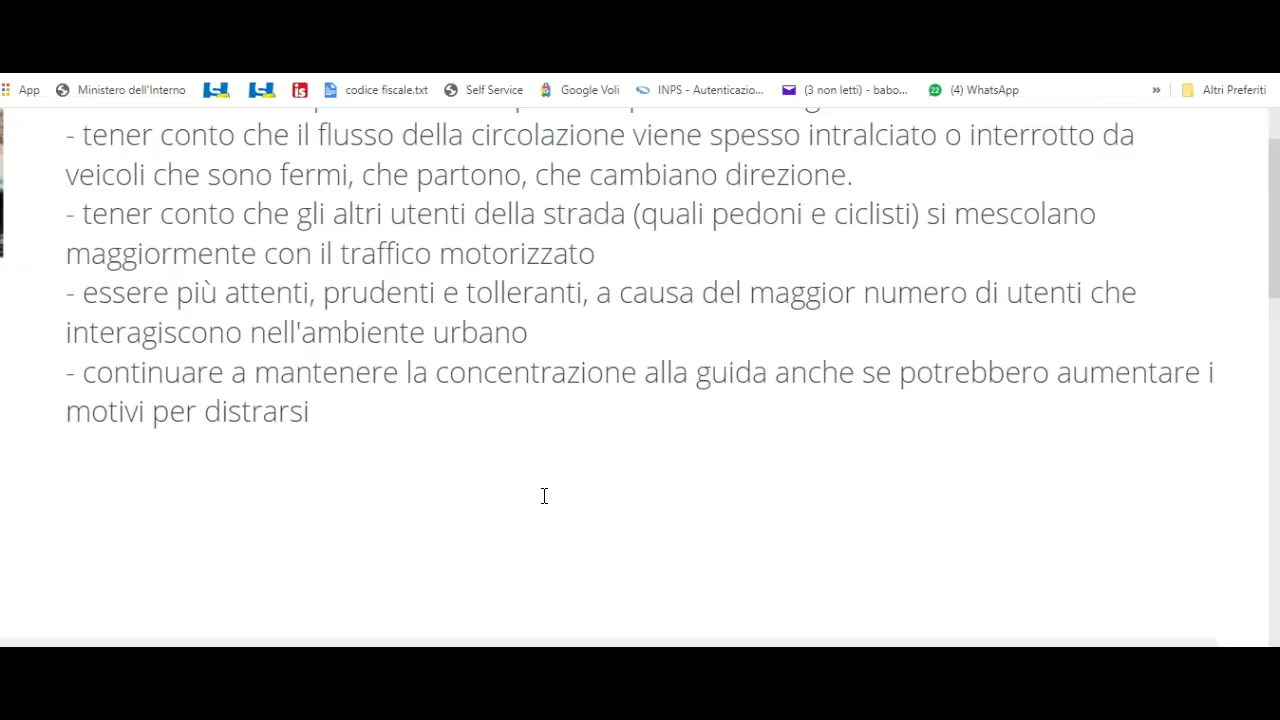 App Ministero dell'Interno is codice fiscale.txt Self Service Google Voli INPS - Autenticazio... (3 non letti) - babo... 22 (4) WhatsApp » Altri Preferiti
- tener conto che il flusso della circolazione viene spesso intralciato o interrotto da
veicoli che sono fermi, che partono, che cambiano direzione.
- tener conto che gli altri utenti della strada (quali pedoni e ciclisti) si mescolano
maggiormente con il traffico motorizzato
- essere più attenti, prudenti e tolleranti, a causa del maggior numero di utenti che
interagiscono nell'ambiente urbano
- continuare a mantenere la concentrazione alla guida anche se potrebbero aumentare i
motivi per distrarsi